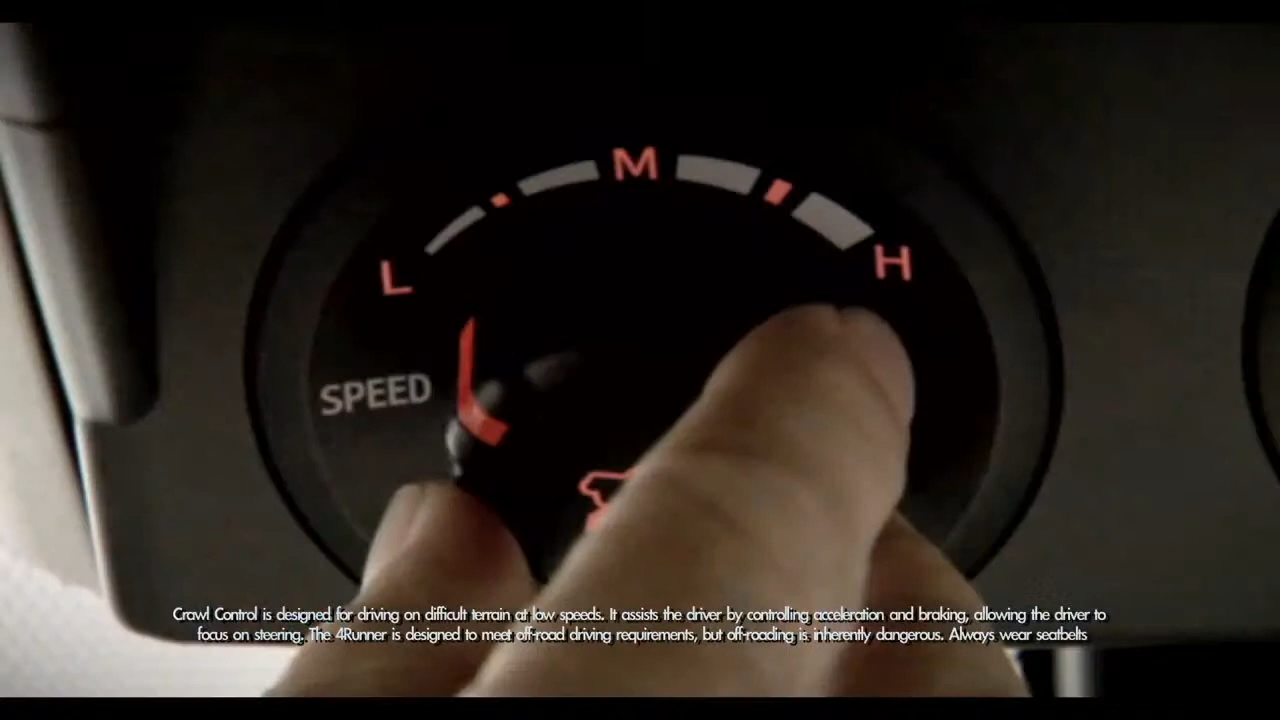 M
L
H
SPEED
Crawl Control is designed for driving on difficult terrain at low speeds. It assists the driver by controlling acceleration and braking, allowing the driver to
focus on steering. The 4Runner is designed to meet off-road driving requirements, but off-roading is inherently dangerous. Always wear seatbelts